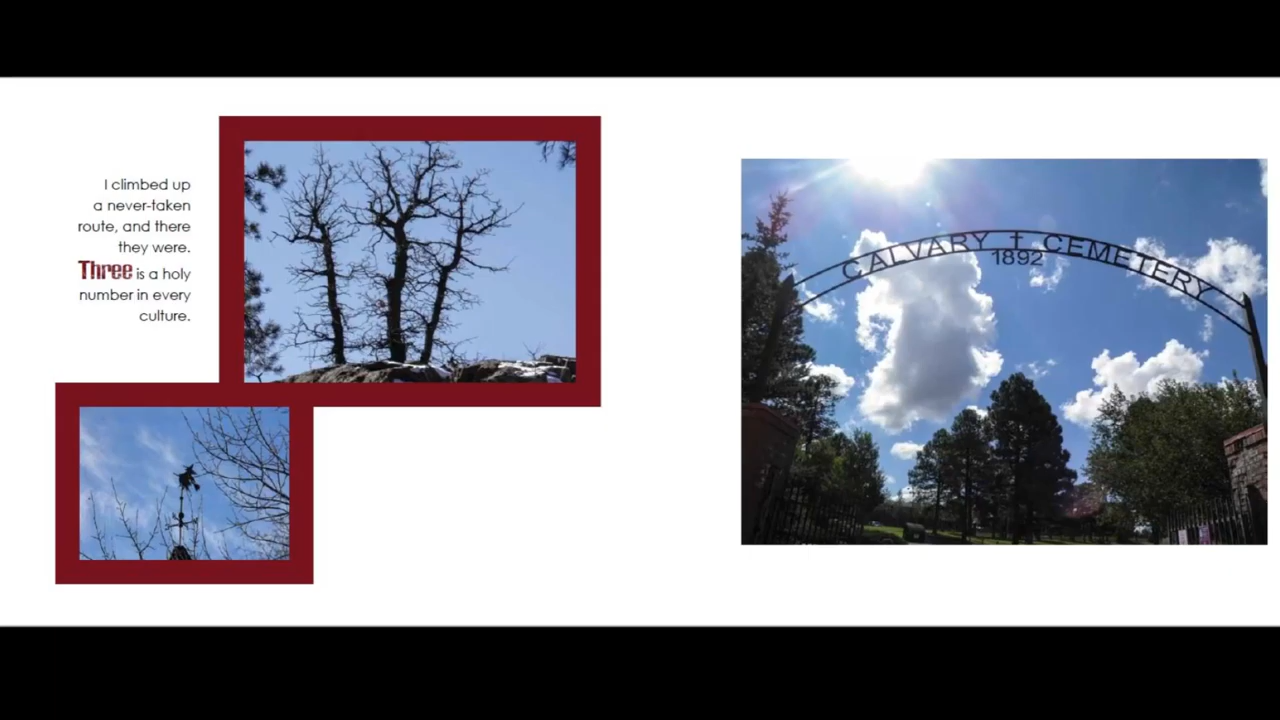 I climbed up
a never-taken
route, and there
they were.
Three is a holy
number in every
culture.
CALVARY † CEMETERY
1892